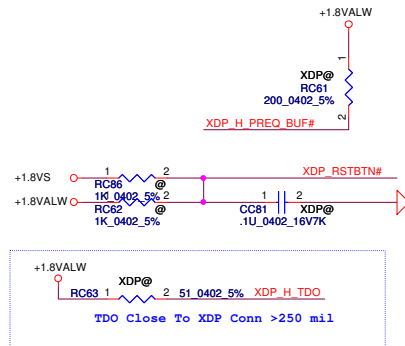 +1.8VALW
1
XDP@
RC61
200_0402_5%
2
XDP_H_PREQ_BUF#
XDP_RSTBTN#
+1.8VS
1
2
RC86
@
1K_0402_5%
+1.8VALW
1
2
RC62
@
1K_0402_5%
1
2
CC81
XDP@
.1U_0402_16V7K
+1.8VALW
XDP@
RC63
1
2
51_0402_5%
XDP_H_TDO
TDO Close To XDP Conn >250 mil